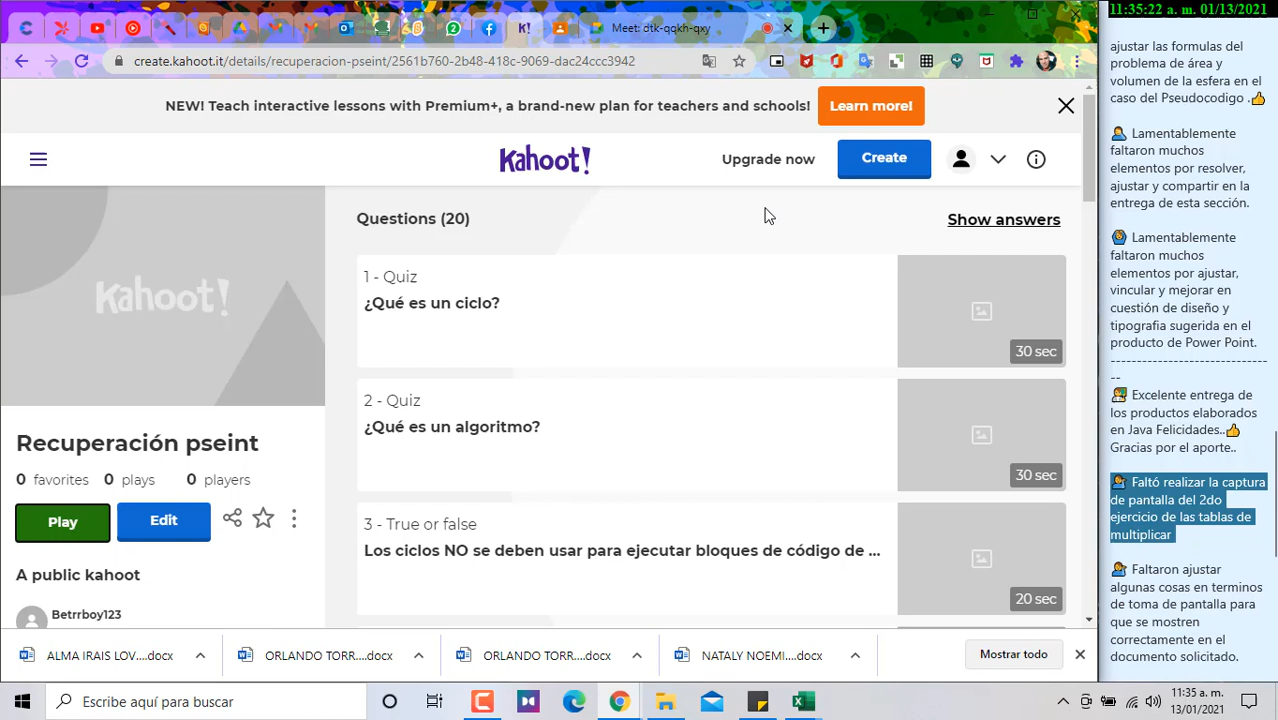 Meet: dtk-qqkh-qxy
11:35:22 a. m. 01/13/2021
create.kahoot.it/details/recuperacion-pseint/2561b760-2b48-418c-9069-dac24ccc3942
NEW! Teach interactive lessons with Premium+, a brand-new plan for teachers and schools!
Learn more!
Kahoot!
Upgrade now
Create
Kahoot!
Recuperación pseint
0 favorites 0 plays 0 players
Play
Edit
A public kahoot
Betrrboy123
Questions (20)
Show answers
1 - Quiz
¿Qué es un ciclo?
30 sec
2 - Quiz
¿Qué es un algoritmo?
30 sec
3 - True or false
Los ciclos NO se deben usar para ejecutar bloques de código de ...
20 sec
ajustar las formulas del
problema de área y
volumen de la esfera en el
caso del Pseudocodigo .
Lamentablemente
faltaron muchos
elementos por resolver,
ajustar y compartir en la
entrega de esta sección.
Lamentablemente
faltaron muchos
elementos por ajustar,
vincular y mejorar en
cuestión de diseño y
tipografia sugerida en el
producto de Power Point.
------------------------------
--
Excelente entrega de
los productos elaborados
en Java Felicidades..
Gracias por el aporte..
Faltó realizar la captura
de pantalla del 2do
ejercicio de las tablas de
multiplicar
Faltaron ajustar
algunas cosas en terminos
de toma de pantalla para
que se mostren
correctamente en el
documento solicitado.
ALMA IRAIS LOV....docx
ORLANDO TORR....docx
ORLANDO TORR....docx
NATALY NOEMI....docx
Mostrar todo
Escribe aquí para buscar
11:35 a. m.
13/01/2021